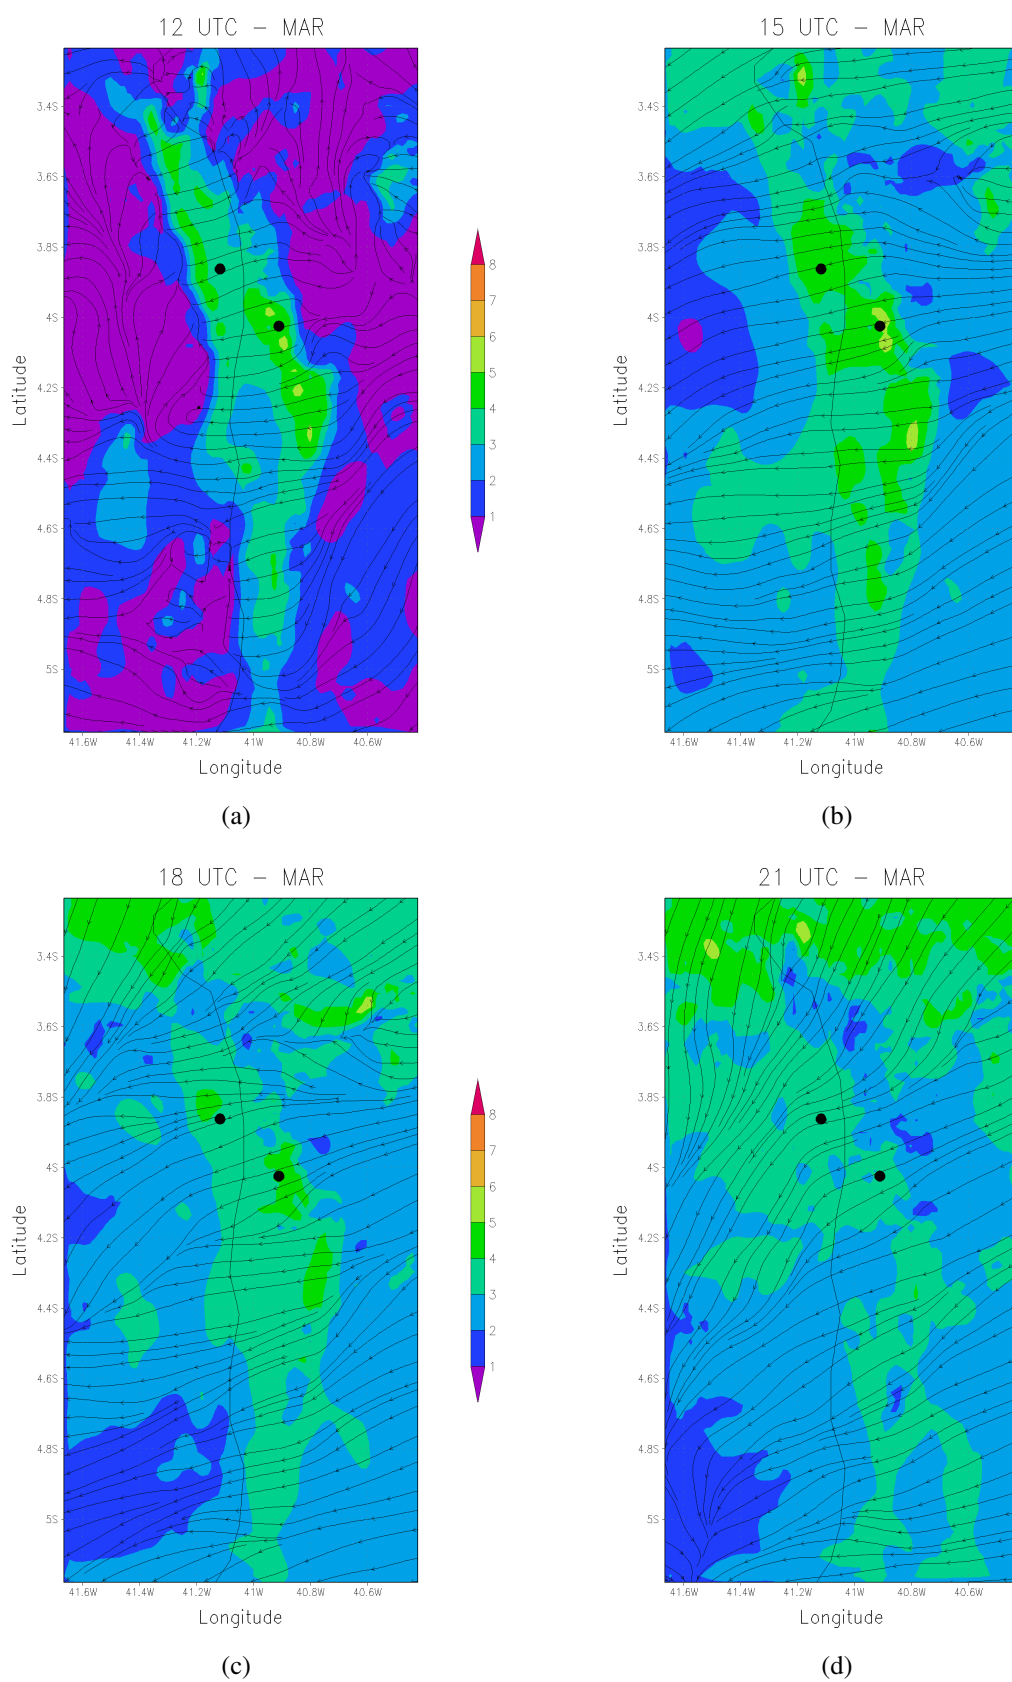 12 UTC – MAR
15 UTC – MAR
3.4S
3.6S
3.8S
4S
4.2S
4.4S
4.6S
4.8S
5S
Latitude
41.6W 41.4W 41.2W 41W 40.8W 40.6W
Longitude
8
7
6
5
4
3
2
1
3.4S
3.6S
3.8S
4S
4.2S
4.4S
4.6S
4.8S
5S
Latitude
41.6W 41.4W 41.2W 41W 40.8W 40.6W
Longitude
(a)
(b)
18 UTC – MAR
21 UTC – MAR
3.4S
3.6S
3.8S
4S
4.2S
4.4S
4.6S
4.8S
5S
Latitude
41.6W 41.4W 41.2W 41W 40.8W 40.6W
Longitude
8
7
6
5
4
3
2
1
3.4S
3.6S
3.8S
4S
4.2S
4.4S
4.6S
4.8S
5S
Latitude
41.6W 41.4W 41.2W 41W 40.8W 40.6W
Longitude
(c)
(d)